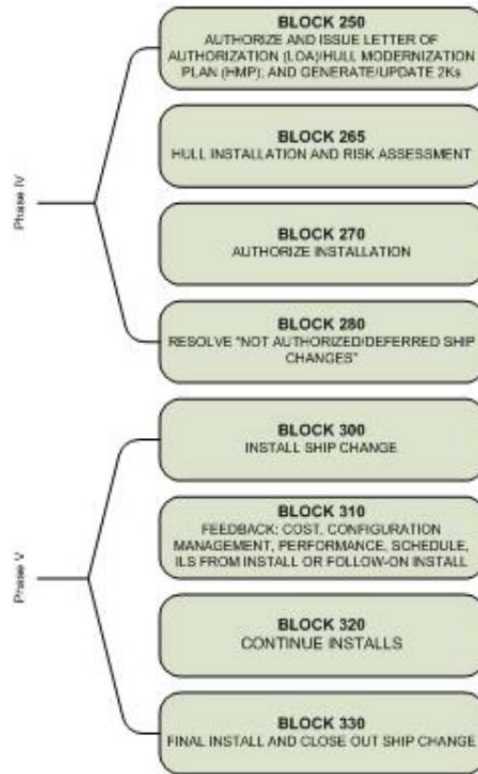 BLOCK 250
AUTHORIZE AND ISSUE LETTER OF
AUTHORIZATION (LOA)/HULL MODERNIZATION
PLAN (HMP); AND GENERATE/UPDATE 2Ks
BLOCK 265
HULL INSTALLATION AND RISK ASSESSMENT
Phase IV
BLOCK 270
AUTHORIZE INSTALLATION
BLOCK 280
RESOLVE "NOT AUTHORIZED/DEFERRED SHIP
CHANGES"
BLOCK 300
INSTALL SHIP CHANGE
BLOCK 310
FEEDBACK: COST, CONFIGURATION
MANAGEMENT, PERFORMANCE, SCHEDULE,
ILS FROM INSTALL OR FOLLOW-ON INSTALL
Phase V
BLOCK 320
CONTINUE INSTALLS
BLOCK 330
FINAL INSTALL AND CLOSE OUT SHIP CHANGE